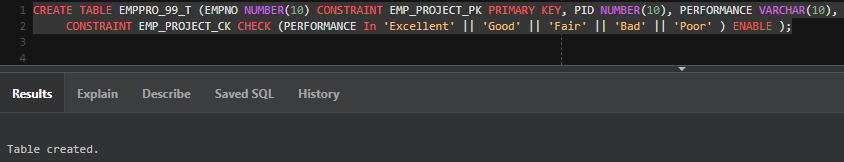 1 CREATE TABLE EMPPRO_99_T (EMPNO NUMBER(10) CONSTRAINT EMP_PROJECT_PK PRIMARY KEY, PID NUMBER(10), PERFORMANCE VARCHAR(10),
2 CONSTRAINT EMP_PROJECT_CK CHECK (PERFORMANCE In 'Excellent' || 'Good' || 'Fair' || 'Bad' || 'Poor' ) ENABLE );
3
4
Results Explain Describe Saved SQL History
Table created.